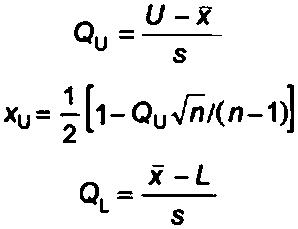 Q_U = (U − x̄) / s
x_U = 1/2 [1 − Q_U √n/(n − 1)]
Q_L = (x̄ − L) / s